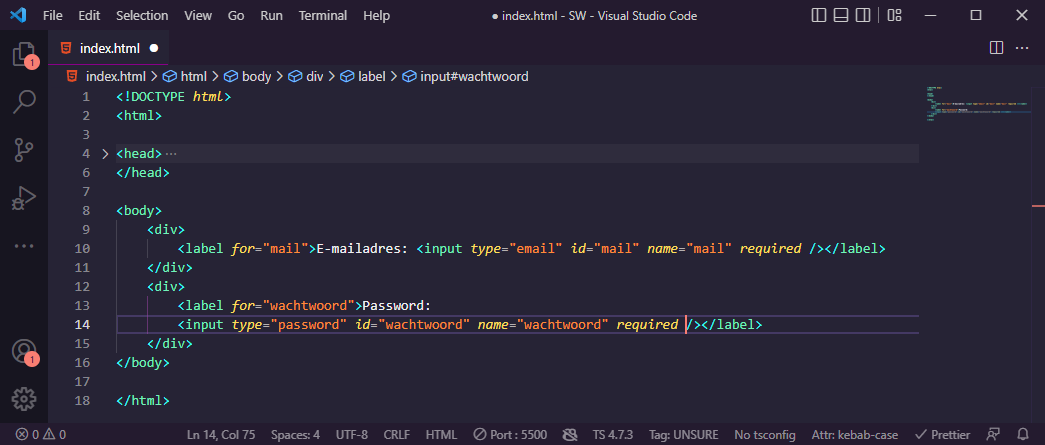 File Edit Selection View Go Run Terminal Help ● index.html - SW - Visual Studio Code
1 index.html ●
index.html > html > body > div > label > input#wachtwoord
1 <!DOCTYPE html>
2 <html>
3
4 <head> ...
6 </head>
7
8 <body>
9 <div>
10 <label for="mail">E-mailadres: <input type="email" id="mail" name="mail" required /></label>
11 </div>
12 <div>
13 <label for="wachtwoord">Password:
14 <input type="password" id="wachtwoord" name="wachtwoord" required /></label>
15 </div>
16 </body>
17
18 </html>
1
0 0 Ln 14, Col 75 Spaces: 4 UTF-8 CRLF HTML Port : 5500 TS 4.7.3 Tag: UNSURE No tsconfig Attr: kebab-case Prettier